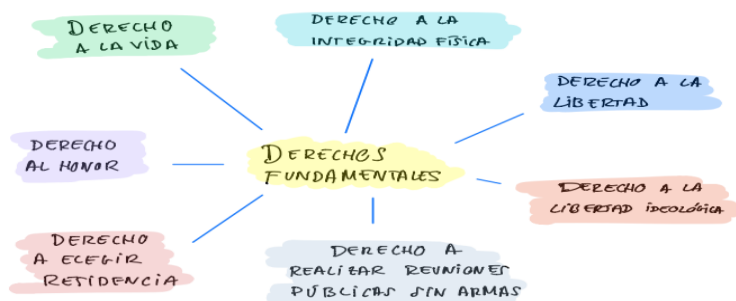 DERECHO
A LA VIDA
DERECHO A LA
INTEGRIDAD FÍSICA
DERECHO A LA
LIBERTAD
DERECHO
AL HONOR
DERECHOS
FUNDAMENTALES
DERECHO A LA
LIBERTAD IDEOLÓGICA
DERECHO
A ELEGIR
RESIDENCIA
DERECHO A
REALIZAR REUNIONES
PÚBLICAS SIN ARMAS